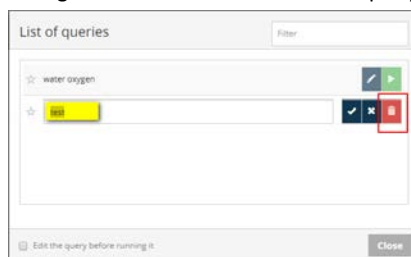 List of queries
Filter
water oxygen
test
Edit the query before running it
Close